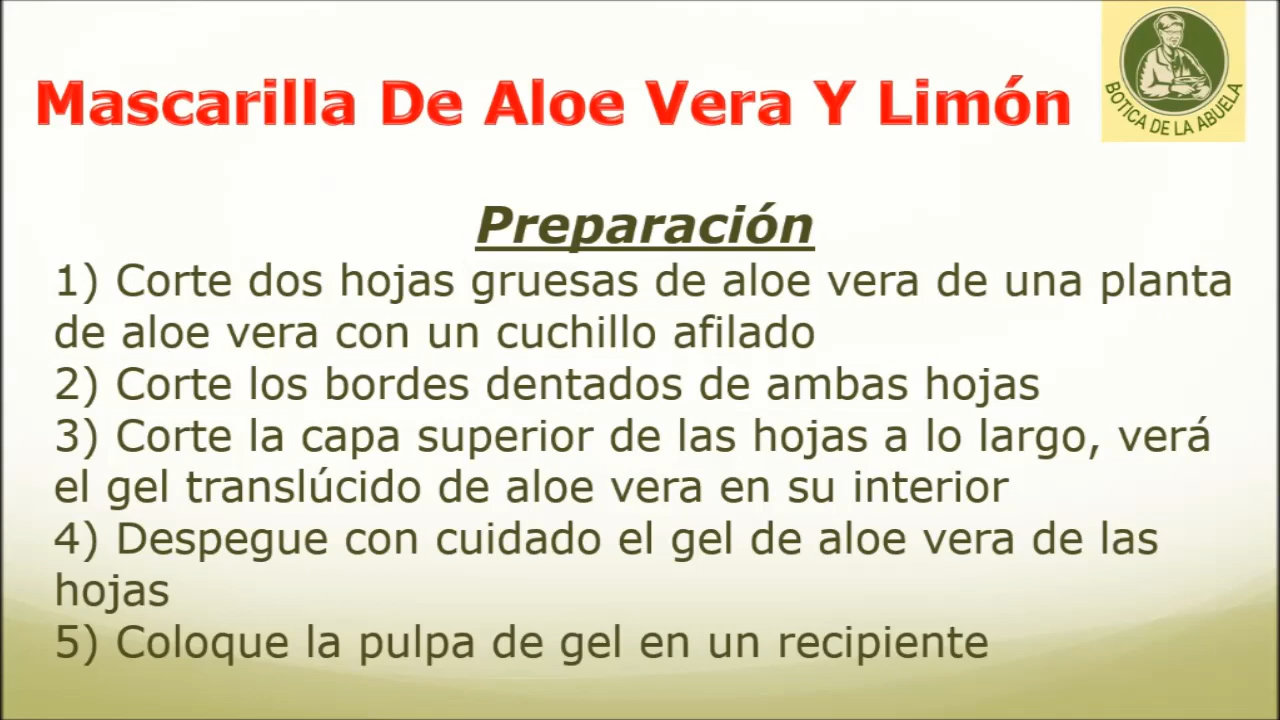 Mascarilla De Aloe Vera Y Limón
BOTICA DE LA ABUELA
Preparación
1) Corte dos hojas gruesas de aloe vera de una planta
de aloe vera con un cuchillo afilado
2) Corte los bordes dentados de ambas hojas
3) Corte la capa superior de las hojas a lo largo, verá
el gel translúcido de aloe vera en su interior
4) Despegue con cuidado el gel de aloe vera de las
hojas
5) Coloque la pulpa de gel en un recipiente